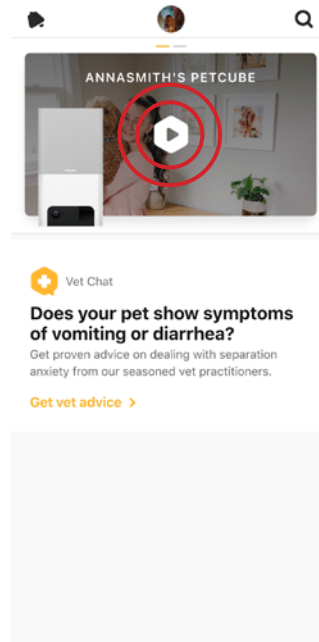 ANNASMITH'S PETCUBE
Vet Chat
Does your pet show symptoms
of vomiting or diarrhea?
Get proven advice on dealing with separation
anxiety from our seasoned vet practitioners.
Get vet advice >